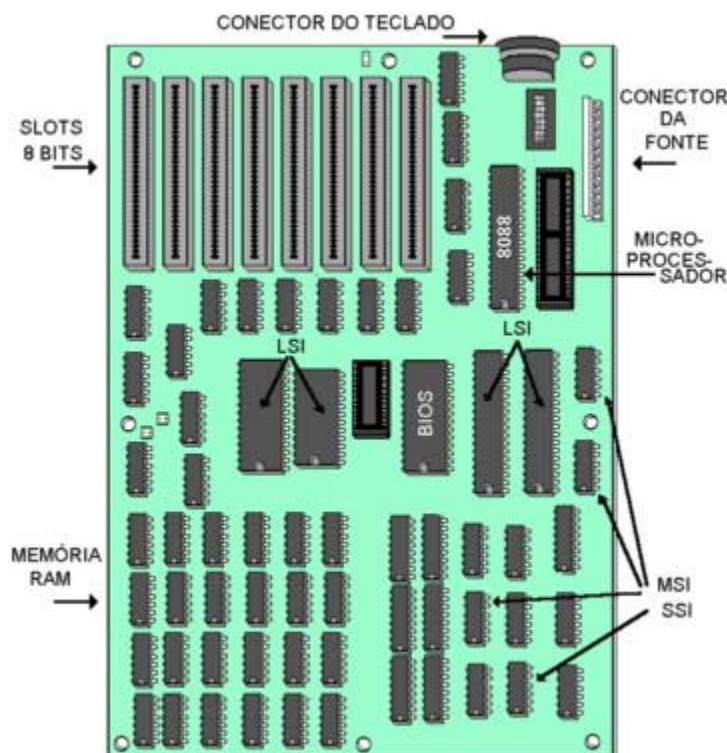 CONECTOR DO TECLADO
SLOTS
8 BITS
CONECTOR
DA
FONTE
8088
MICRO-
PROCES-
SADOR
LSI
LSI
BIOS
MEMÓRIA
RAM
MSI
SSI